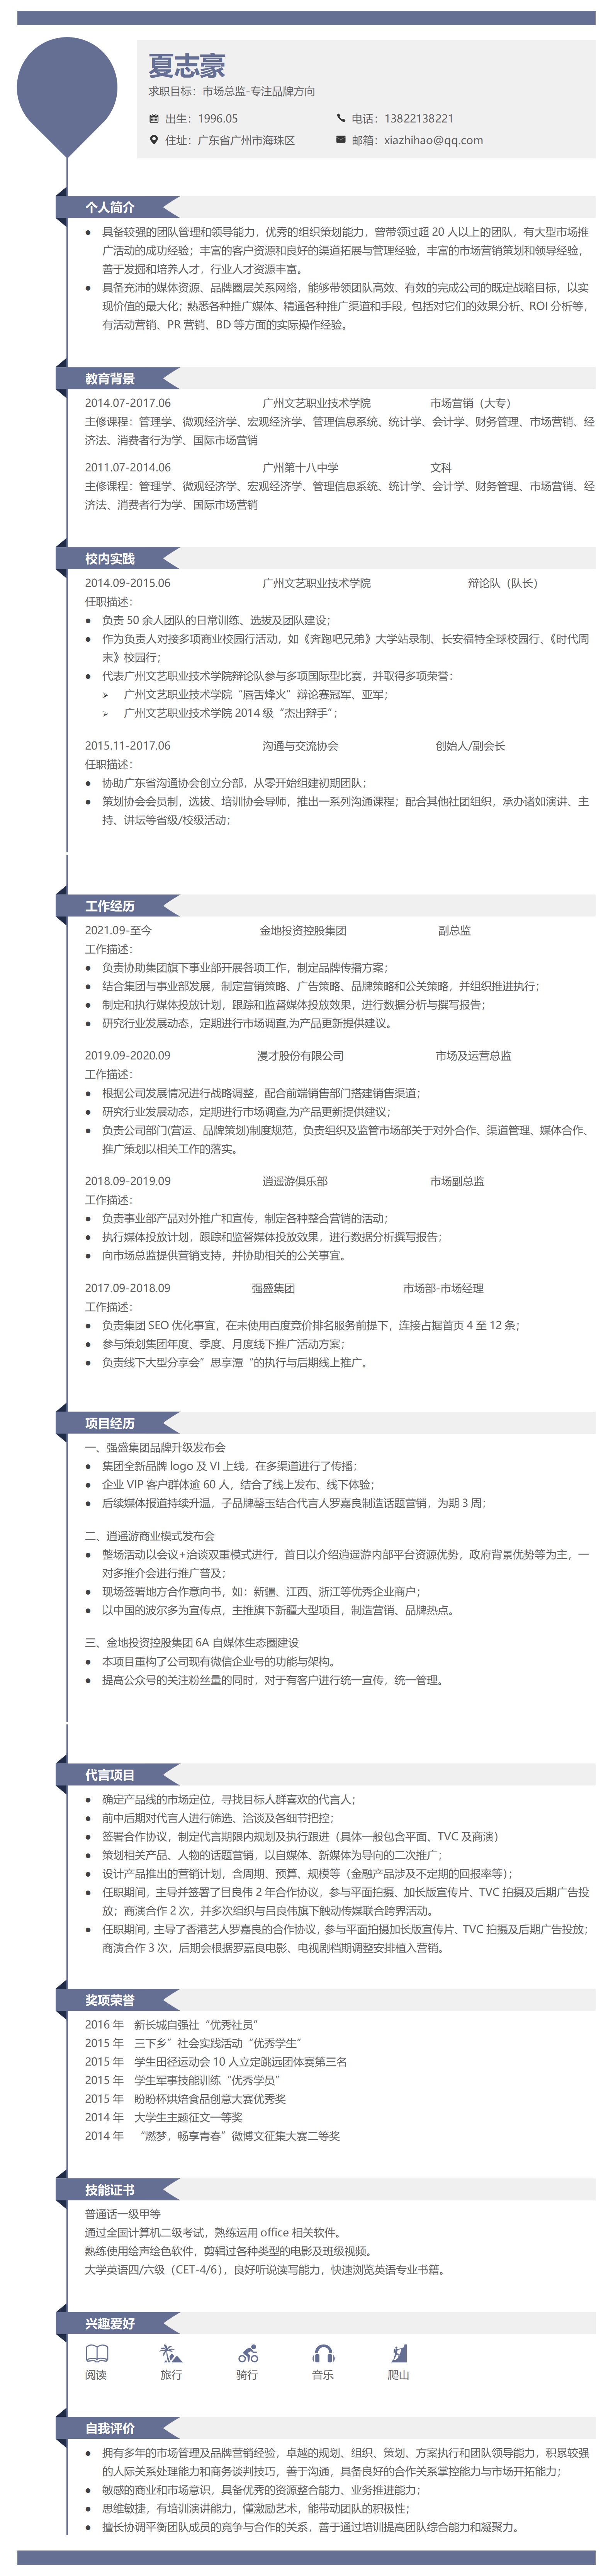 夏志豪
求职目标：市场总监-专注品牌方向
出生：1996.05
电话：13822138221
住址：广东省广州市海珠区
邮箱：xiazhihao@qq.com
个人简介
● 具备较强的团队管理和领导能力，优秀的组织策划能力，曾带领过超 20 人以上的团队，有大型市场推
广活动的成功经验；丰富的客户资源和良好的渠道拓展与管理经验，丰富的市场营销策划和领导经验，
善于发掘和培养人才，行业人才资源丰富。
● 具备充沛的媒体资源、品牌圈层关系网络，能够带领团队高效、有效的完成公司的既定战略目标，以实
现价值的最大化；熟悉各种推广媒体、精通各种推广渠道和手段，包括对它们的效果分析、ROI 分析等，
有活动营销、PR 营销、BD 等方面的实际操作经验。
教育背景
2014.07-2017.06 广州文艺职业技术学院 市场营销（大专）
主修课程：管理学、微观经济学、宏观经济学、管理信息系统、统计学、会计学、财务管理、市场营销、经
济法、消费者行为学、国际市场营销
2011.07-2014.06 广州第十八中学 文科
主修课程：管理学、微观经济学、宏观经济学、管理信息系统、统计学、会计学、财务管理、市场营销、经
济法、消费者行为学、国际市场营销
校内实践
2014.09-2015.06 广州文艺职业技术学院 辩论队（队长）
任职描述：
● 负责 50 余人团队的日常训练、选拔及团队建设；
● 作为负责人对接多项商业校园行活动，如《奔跑吧兄弟》大学站录制、长安福特全球校园行、《时代周
末》校园行；
● 代表广州文艺职业技术学院辩论队参与多项国际型比赛，并取得多项荣誉：
➢ 广州文艺职业技术学院“唇舌烽火”辩论赛冠军、亚军；
➢ 广州文艺职业技术学院 2014 级“杰出辩手”；
2015.11-2017.06 沟通与交流协会 创始人/副会长
任职描述：
● 协助广东省沟通协会创立分部，从零开始组建初期团队；
● 策划协会会员制，选拔、培训协会导师，推出一系列沟通课程；配合其他社团组织，承办诸如演讲、主
持、讲坛等省级/校级活动；
工作经历
2021.09-至今 金地投资控股集团 副总监
工作描述：
● 负责协助集团旗下事业部开展各项工作，制定品牌传播方案；
● 结合集团与事业部发展，制定营销策略、广告策略、品牌策略和公关策略，并组织推进执行；
● 制定和执行媒体投放计划，跟踪和监督媒体投放效果，进行数据分析与撰写报告；
● 研究行业发展动态，定期进行市场调查,为产品更新提供建议。
2019.09-2020.09 漫才股份有限公司 市场及运营总监
工作描述：
● 根据公司发展情况进行战略调整，配合前端销售部门搭建销售渠道；
● 研究行业发展动态，定期进行市场调查,为产品更新提供建议；
● 负责公司部门(营运、品牌策划)制度规范，负责组织及监管市场部关于对外合作、渠道管理、媒体合作、
推广策划以相关工作的落实。
2018.09-2019.09 逍遥游俱乐部 市场副总监
工作描述：
● 负责事业部产品对外推广和宣传，制定各种整合营销的活动；
● 执行媒体投放计划，跟踪和监督媒体投放效果，进行数据分析撰写报告；
● 向市场总监提供营销支持，并协助相关的公关事宜。
2017.09-2018.09 强盛集团 市场部-市场经理
工作描述：
● 负责集团 SEO 优化事宜，在未使用百度竞价排名服务前提下，连接占据首页 4 至 12 条；
● 参与策划集团年度、季度、月度线下推广活动方案；
● 负责线下大型分享会”思享潭“的执行与后期线上推广。
项目经历
一、强盛集团品牌升级发布会
● 集团全新品牌 logo 及 VI 上线，在多渠道进行了传播；
● 企业 VIP 客户群体逾 60 人，结合了线上发布、线下体验；
● 后续媒体报道持续升温，子品牌罄玉结合代言人罗嘉良制造话题营销，为期 3 周；
二、逍遥游商业模式发布会
● 整场活动以会议+洽谈双重模式进行，首日以介绍逍遥游内部平台资源优势，政府背景优势等为主，一
对多推介会进行推广普及；
● 现场签署地方合作意向书，如：新疆、江西、浙江等优秀企业商户；
● 以中国的波尔多为宣传点，主推旗下新疆大型项目，制造营销、品牌热点。
三、金地投资控股集团 6A 自媒体生态圈建设
● 本项目重构了公司现有微信企业号的功能与架构。
● 提高公众号的关注粉丝量的同时，对于有客户进行统一宣传，统一管理。
代言项目
● 确定产品线的市场定位，寻找目标人群喜欢的代言人；
● 前中后期对代言人进行筛选、洽谈及各细节把控；
● 签署合作协议，制定代言期限内规划及执行跟进（具体一般包含平面、TVC 及商演）
● 策划相关产品、人物的话题营销，以自媒体、新媒体为导向的二次推广；
● 设计产品推出的营销计划，含周期、预算、规模等（金融产品涉及不定期的回报率等）；
● 任职期间，主导并签署了吕良伟 2 年合作协议，参与平面拍摄、加长版宣传片、TVC 拍摄及后期广告投
放；商演合作 2 次，并多次组织与吕良伟旗下触动传媒联合跨界活动。
● 任职期间，主导了香港艺人罗嘉良的合作协议，参与平面拍摄加长版宣传片、TVC 拍摄及后期广告投放；
商演合作 3 次，后期会根据罗嘉良电影、电视剧档期调整安排植入营销。
奖项荣誉
2016 年 新长城自强社“优秀社员”
2015 年 三下乡”社会实践活动“优秀学生”
2015 年 学生田径运动会 10 人立定跳远团体赛第三名
2015 年 学生军事技能训练“优秀学员”
2015 年 盼盼杯烘焙食品创意大赛优秀奖
2014 年 大学生主题征文一等奖
2014 年 “燃梦，畅享青春”微博文征集大赛二等奖
技能证书
普通话一级甲等
通过全国计算机二级考试，熟练运用 office 相关软件。
熟练使用绘声绘色软件，剪辑过各种类型的电影及班级视频。
大学英语四/六级（CET-4/6），良好听说读写能力，快速浏览英语专业书籍。
兴趣爱好
阅读 旅行 骑行 音乐 爬山
自我评价
● 拥有多年的市场管理及品牌营销经验，卓越的规划、组织、策划、方案执行和团队领导能力，积累较强
的人际关系处理能力和商务谈判技巧，善于沟通，具备良好的合作关系掌控能力与市场开拓能力；
● 敏感的商业和市场意识，具备优秀的资源整合能力、业务推进能力；
● 思维敏捷，有培训演讲能力，懂激励艺术，能带动团队的积极性；
● 擅长协调平衡团队成员的竞争与合作的关系，善于通过培训提高团队综合能力和凝聚力。